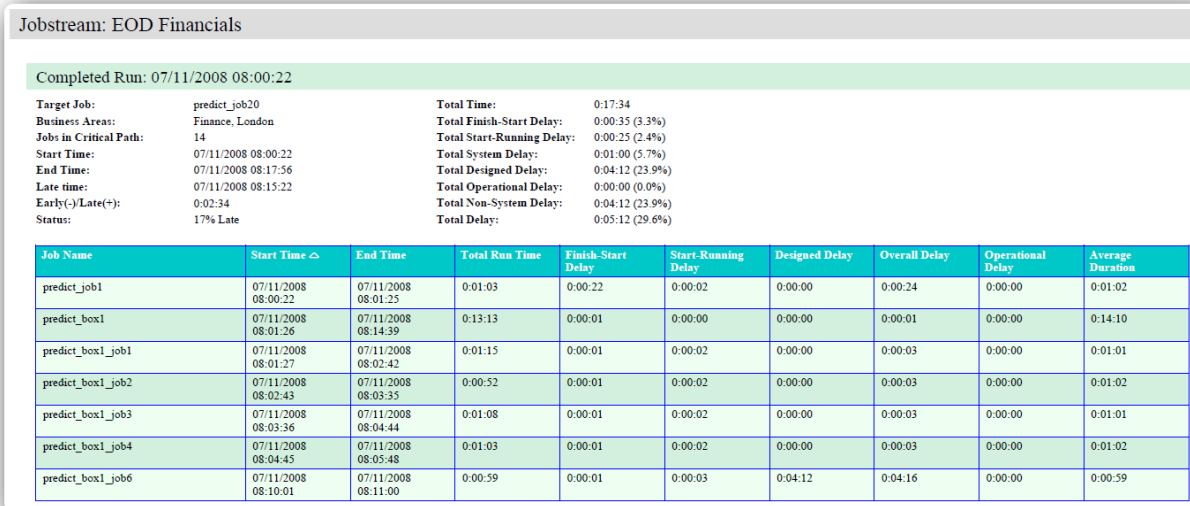 Jobstream: EOD Financials
Completed Run: 07/11/2008 08:00:22
Target Job: predict_job20 Total Time: 0:17:34
Business Areas: Finance, London Total Finish-Start Delay: 0:00:35 (3.3%)
Jobs in Critical Path: 14 Total Start-Running Delay: 0:00:25 (2.4%)
Start Time: 07/11/2008 08:00:22 Total System Delay: 0:01:00 (5.7%)
End Time: 07/11/2008 08:17:56 Total Designed Delay: 0:04:12 (23.9%)
Late time: 07/11/2008 08:15:22 Total Operational Delay: 0:00:00 (0.0%)
Early(-)/Late(+): 0:02:34 Total Non-System Delay: 0:04:12 (23.9%)
Status: 17% Late Total Delay: 0:05:12 (29.6%)
Job Name Start Time End Time Total Run Time Finish-Start Start-Running Designed Delay Overall Delay Operational Average
Delay Delay Delay Duration
predict_job1 07/11/2008 07/11/2008 0:01:03 0:00:22 0:00:02 0:00:00 0:00:24 0:00:00 0:01:02
08:00:22 08:01:25
predict_box1 07/11/2008 07/11/2008 0:13:13 0:00:01 0:00:00 0:00:00 0:00:01 0:00:00 0:14:10
08:01:26 08:14:39
predict_box1_job1 07/11/2008 07/11/2008 0:01:15 0:00:01 0:00:02 0:00:00 0:00:03 0:00:00 0:01:01
08:01:27 08:02:42
predict_box1_job2 07/11/2008 07/11/2008 0:00:52 0:00:01 0:00:02 0:00:00 0:00:03 0:00:00 0:01:02
08:02:43 08:03:35
predict_box1_job3 07/11/2008 07/11/2008 0:01:08 0:00:01 0:00:02 0:00:00 0:00:03 0:00:00 0:01:01
08:03:36 08:04:44
predict_box1_job4 07/11/2008 07/11/2008 0:01:03 0:00:01 0:00:02 0:00:00 0:00:03 0:00:00 0:01:02
08:04:45 08:05:48
predict_box1_job6 07/11/2008 07/11/2008 0:00:59 0:00:01 0:00:03 0:04:12 0:04:16 0:00:00 0:00:59
08:10:01 08:11:00